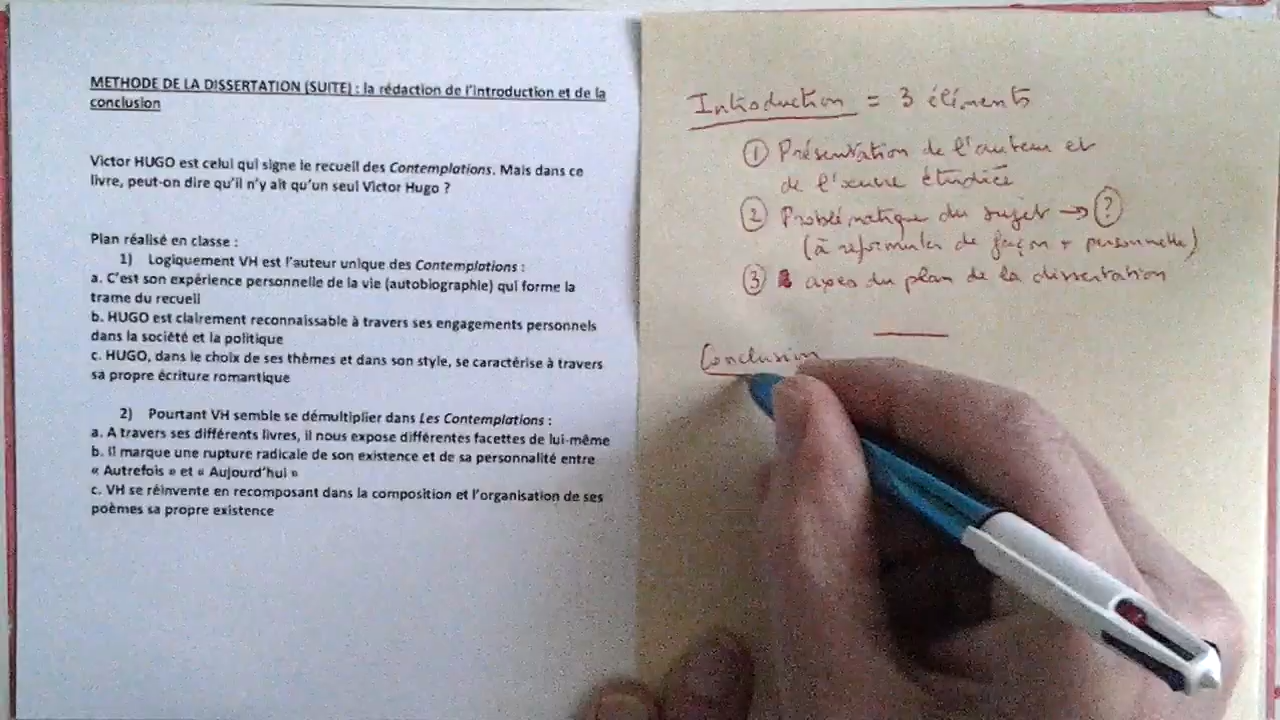 METHODE DE LA DISSERTATION (SUITE) : la rédaction de l'introduction et de la
conclusion
Victor HUGO est celui qui signe le recueil des Contemplations. Mais dans ce
livre, peut-on dire qu'il n'y ait qu'un seul Victor Hugo ?
Plan réalisé en classe :
1) Logiquement VH est l'auteur unique des Contemplations :
a. C'est son expérience personnelle de la vie (autobiographie) qui forme la
trame du recueil
b. HUGO est clairement reconnaissable à travers ses engagements personnels
dans la société et la politique
c. HUGO, dans le choix de ses thèmes et dans son style, se caractérise à travers
sa propre écriture romantique
2) Pourtant VH semble se démultiplier dans Les Contemplations :
a. A travers ses différents livres, il nous expose différentes facettes de lui-même
b. Il marque une rupture radicale de son existence et de sa personnalité entre
« Autrefois » et « Aujourd'hui »
c. VH se réinvente en recomposant dans la composition et l'organisation de ses
poèmes sa propre existence
Introduction = 3 éléments
① Présentation de l'auteur et
de l'œuvre étudiée
② Problématique du sujet → ?
(à reformuler de façon + personnelle)
③ axes du plan de la dissertation
Conclusion